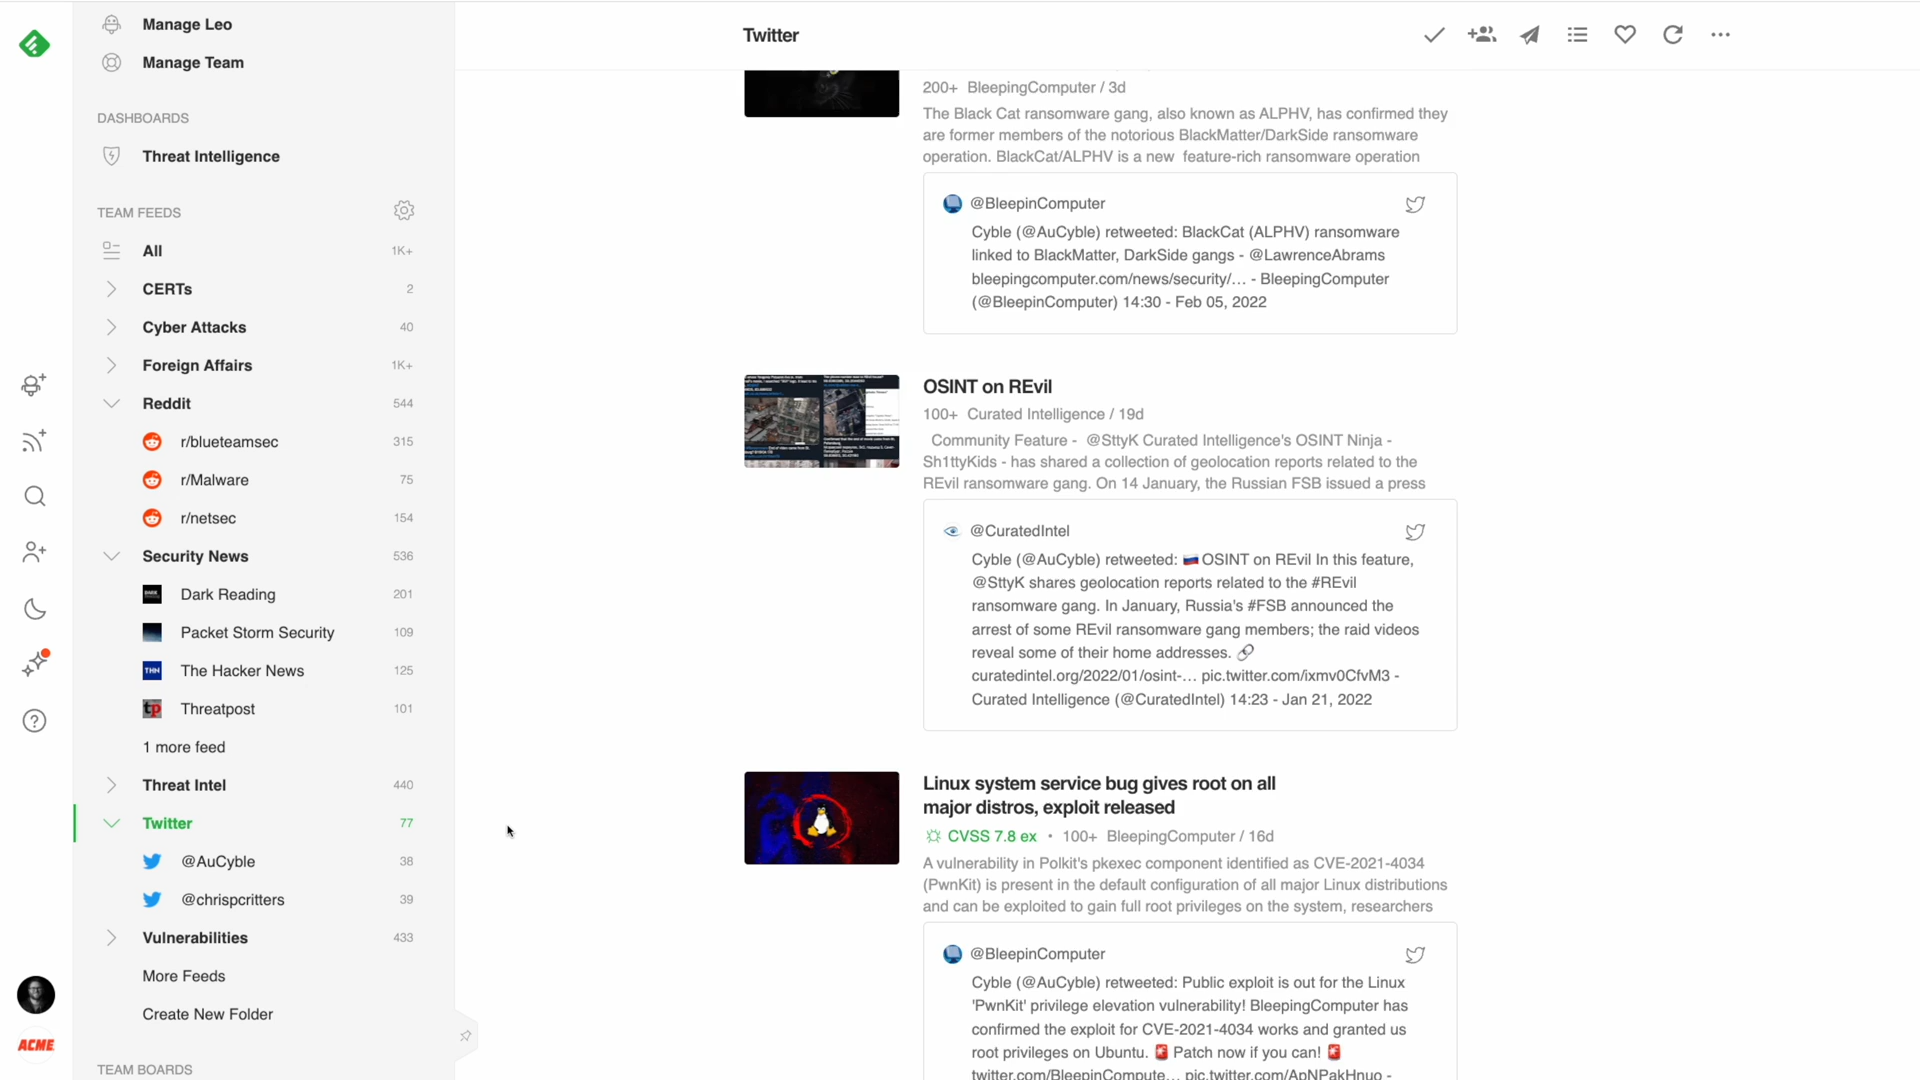 Manage Leo
Manage Team
DASHBOARDS
Threat Intelligence
TEAM FEEDS
All 1K+
CERTs 2
Cyber Attacks 40
Foreign Affairs 1K+
Reddit 544
r/blueteamsec 315
r/Malware 75
r/netsec 154
Security News 536
Dark Reading 201
Packet Storm Security 109
THN The Hacker News 125
tp Threatpost 101
1 more feed
Threat Intel 440
Twitter 77
@AuCyble 38
@chrispcritters 39
Vulnerabilities 433
More Feeds
Create New Folder
TEAM BOARDS
ACME
Twitter
200+ BleepingComputer / 3d
The Black Cat ransomware gang, also known as ALPHV, has confirmed they
are former members of the notorious BlackMatter/DarkSide ransomware
operation. BlackCat/ALPHV is a new feature-rich ransomware operation
@BleepinComputer
Cyble (@AuCyble) retweeted: BlackCat (ALPHV) ransomware
linked to BlackMatter, DarkSide gangs - @LawrenceAbrams
bleepingcomputer.com/news/security/… - BleepingComputer
(@BleepinComputer) 14:30 - Feb 05, 2022
OSINT on REvil
100+ Curated Intelligence / 19d
Community Feature - @SttyK Curated Intelligence's OSINT Ninja -
Sh1ttyKids - has shared a collection of geolocation reports related to the
REvil ransomware gang. On 14 January, the Russian FSB issued a press
@CuratedIntel
Cyble (@AuCyble) retweeted: 🇷🇺 OSINT on REvil In this feature,
@SttyK shares geolocation reports related to the #REvil
ransomware gang. In January, Russia's #FSB announced the
arrest of some REvil ransomware gang members; the raid videos
reveal some of their home addresses. 🔗
curatedintel.org/2022/01/osint-… pic.twitter.com/ixmv0CfvM3 -
Curated Intelligence (@CuratedIntel) 14:23 - Jan 21, 2022
Linux system service bug gives root on all
major distros, exploit released
CVSS 7.8 ex • 100+ BleepingComputer / 16d
A vulnerability in Polkit's pkexec component identified as CVE-2021-4034
(PwnKit) is present in the default configuration of all major Linux distributions
and can be exploited to gain full root privileges on the system, researchers
@BleepinComputer
Cyble (@AuCyble) retweeted: Public exploit is out for the Linux
'PwnKit' privilege elevation vulnerability! BleepingComputer has
confirmed the exploit for CVE-2021-4034 works and granted us
root privileges on Ubuntu. 🚨 Patch now if you can! 🚨
twitter.com/BleepinCompute… pic.twitter.com/ApNPakHnuo -